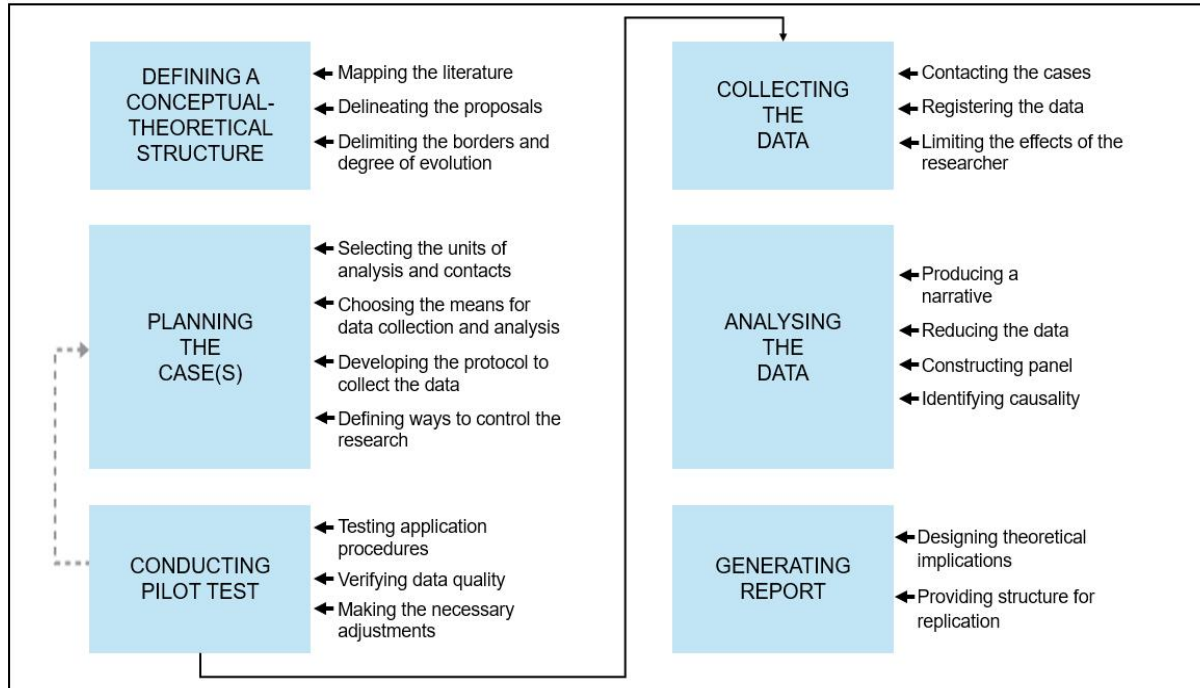 DEFINING A
CONCEPTUAL-
THEORETICAL
STRUCTURE
Mapping the literature
Delineating the proposals
Delimiting the borders and
degree of evolution
PLANNING
THE
CASE(S)
Selecting the units of
analysis and contacts
Choosing the means for
data collection and analysis
Developing the protocol to
collect the data
Defining ways to control the
research
CONDUCTING
PILOT TEST
Testing application
procedures
Verifying data quality
Making the necessary
adjustments
COLLECTING
THE
DATA
Contacting the cases
Registering the data
Limiting the effects of the
researcher
ANALYSING
THE
DATA
Producing a
narrative
Reducing the data
Constructing panel
Identifying causality
GENERATING
REPORT
Designing theoretical
implications
Providing structure for
replication